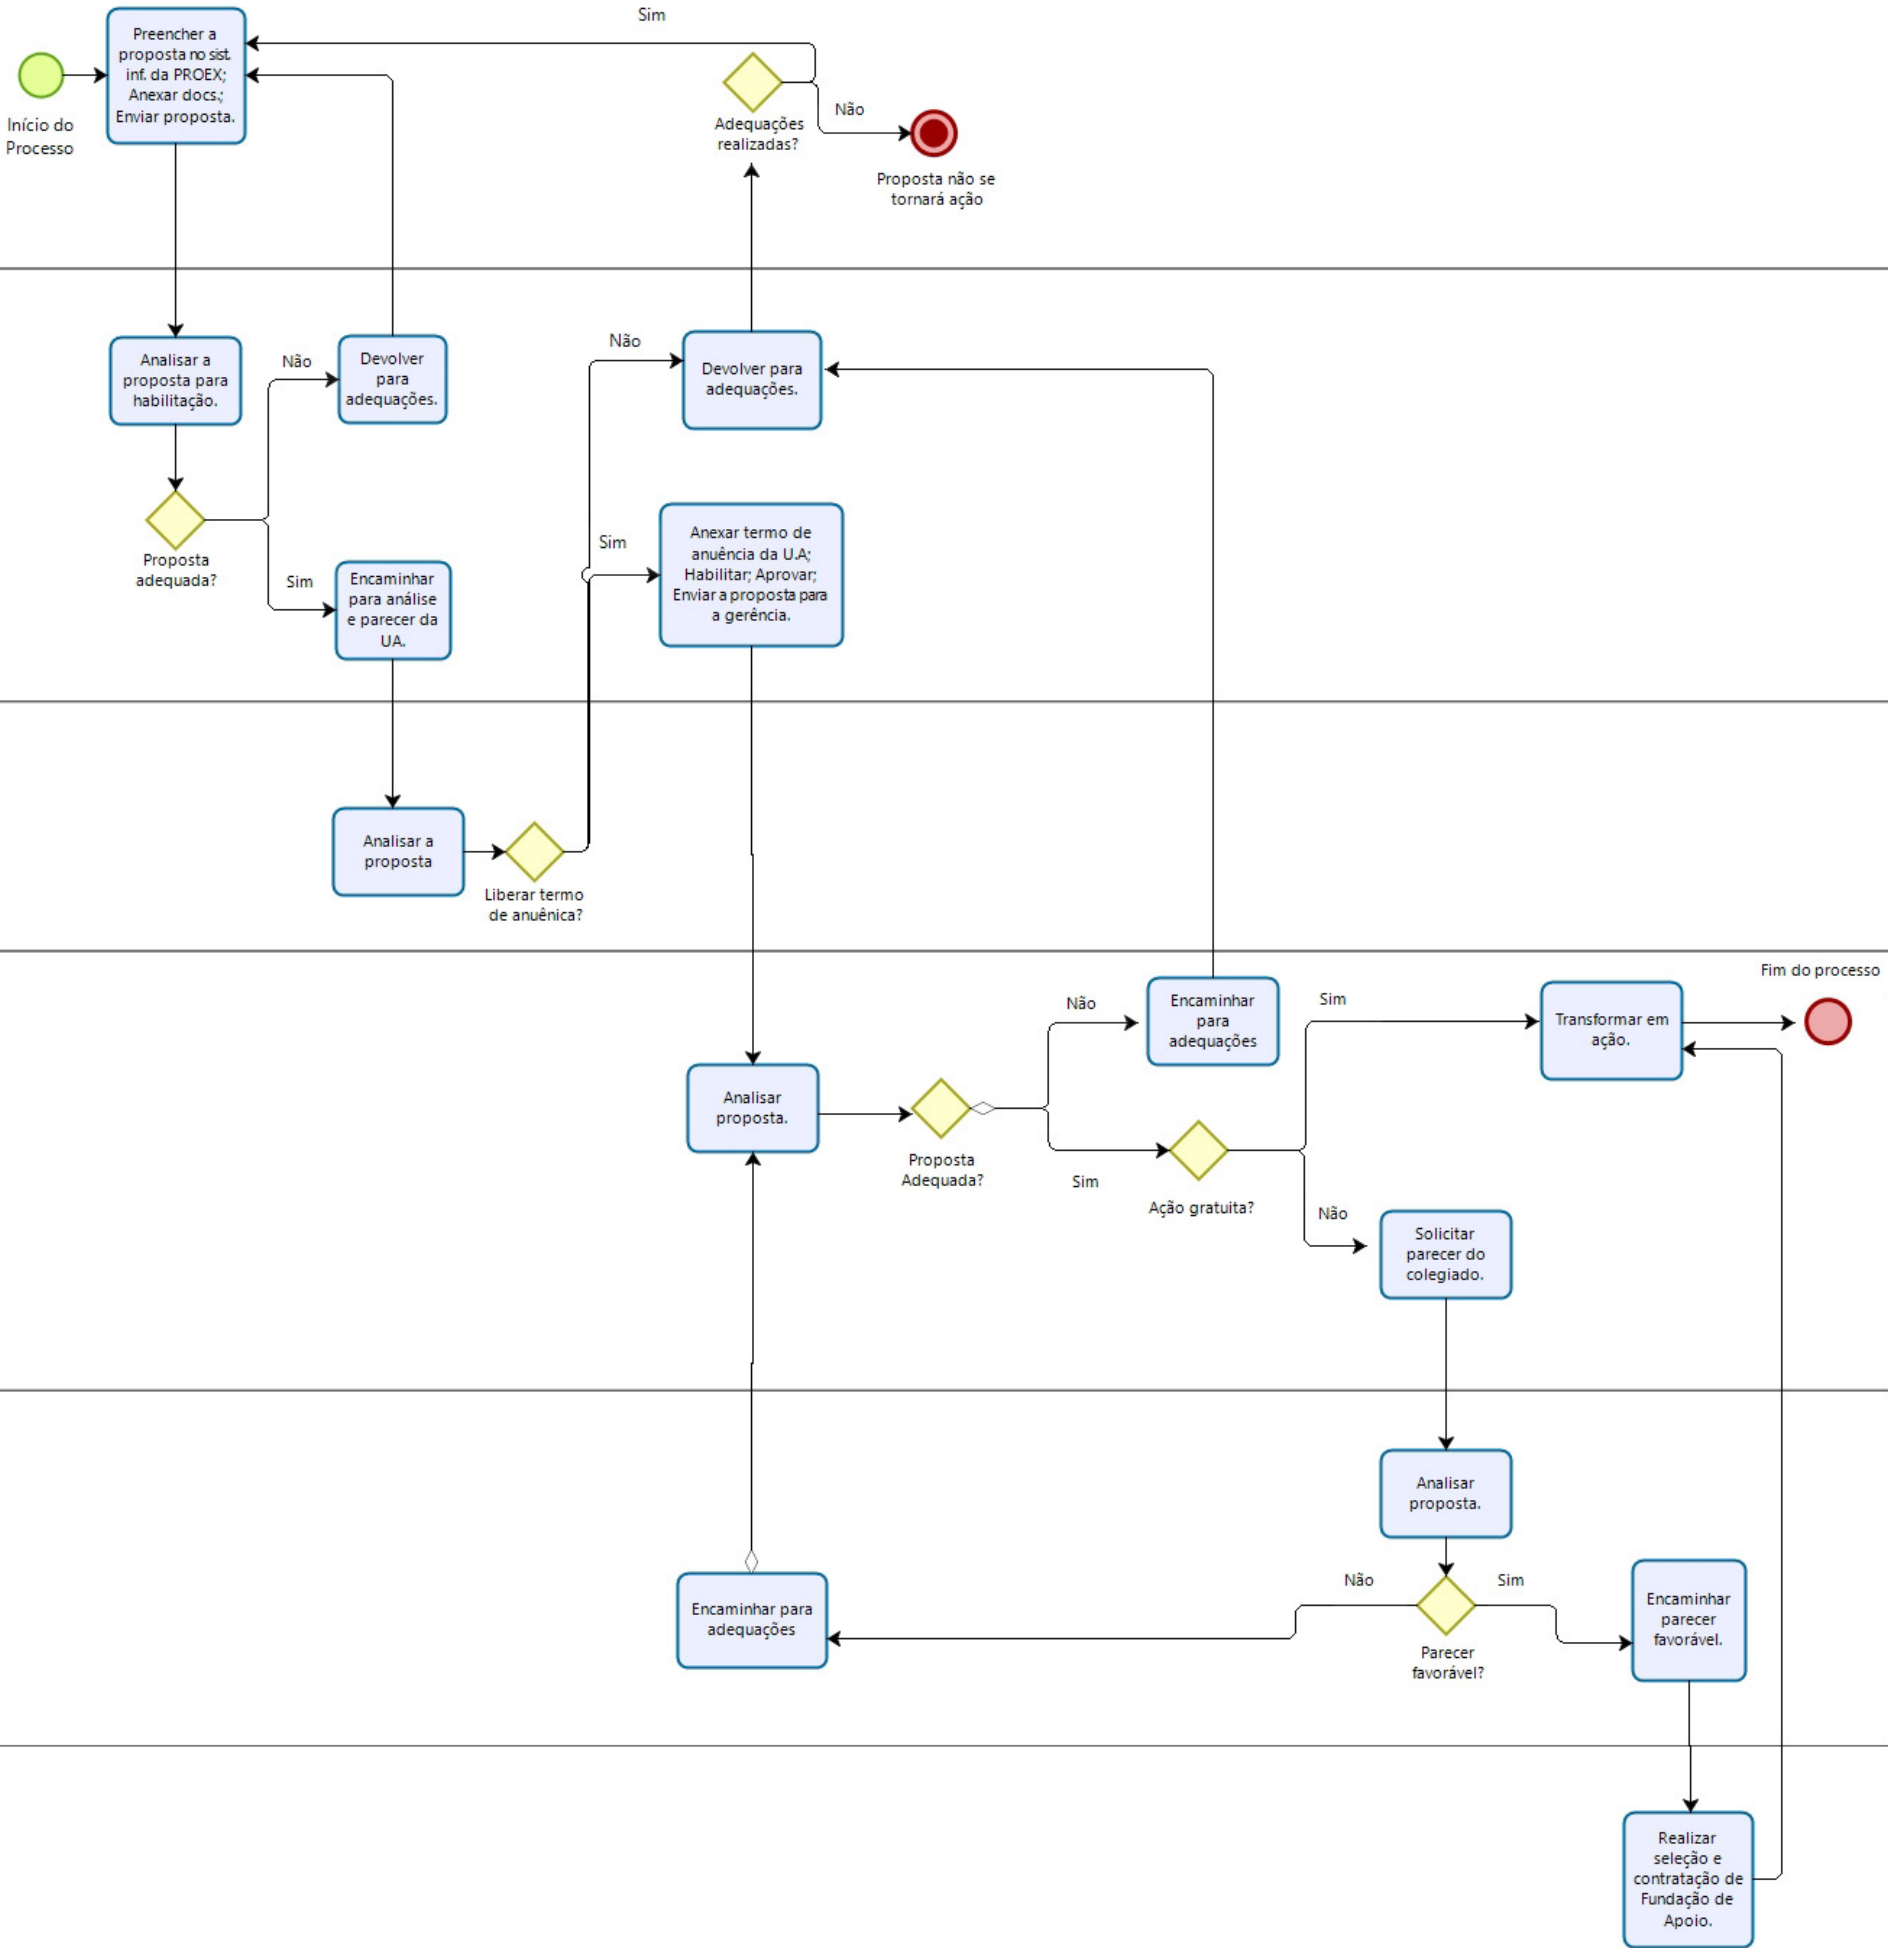 Sim
Preencher a
proposta no sist.
inf. da PROEX;
Anexar docs.;
Enviar proposta.
Início do
Processo
Adequações
realizadas?
Não
Proposta não se
tornará ação
Analisar a
proposta para
habilitação.
Não
Devolver
para
adequações.
Não
Devolver para
adequações.
Proposta
adequada?
Sim
Encaminhar
para análise
e parecer da
UA.
Sim
Anexar termo de
anuência da U.A;
Habilitar; Aprovar;
Enviar a proposta para
a gerência.
Analisar a
proposta
Liberar termo
de anuênica?
Fim do processo
Não
Encaminhar
para
adequações
Sim
Transformar em
ação.
Analisar
proposta.
Proposta
Adequada?
Sim
Ação gratuita?
Não
Solicitar
parecer do
colegiado.
Analisar
proposta.
Encaminhar para
adequações
Não
Sim
Parecer
favorável?
Encaminhar
parecer
favorável.
Realizar
seleção e
contratação de
Fundação de
Apoio.